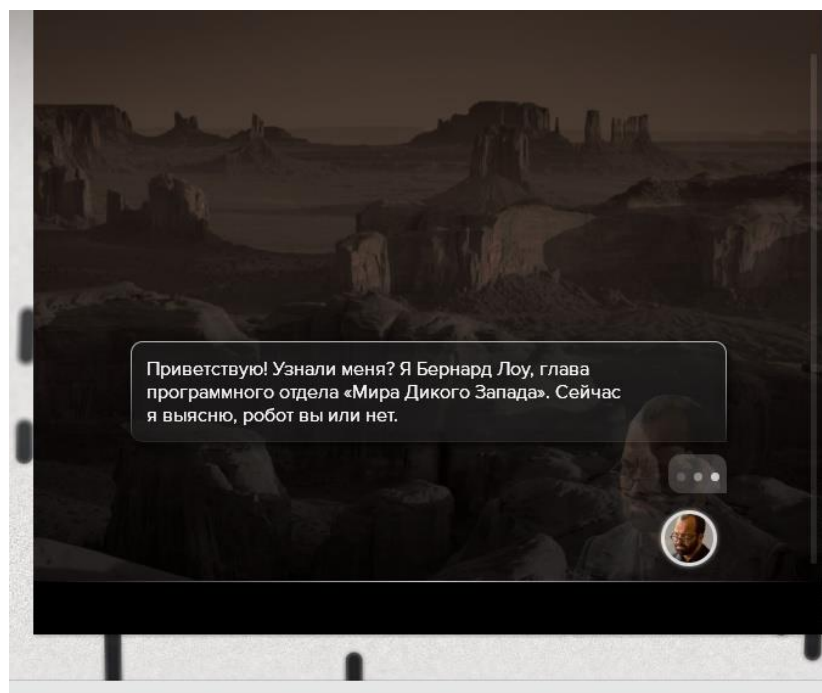 Приветствую! Узнали меня? Я Бернард Лоу, глава
программного отдела «Мира Дикого Запада». Сейчас
я выясню, робот вы или нет.